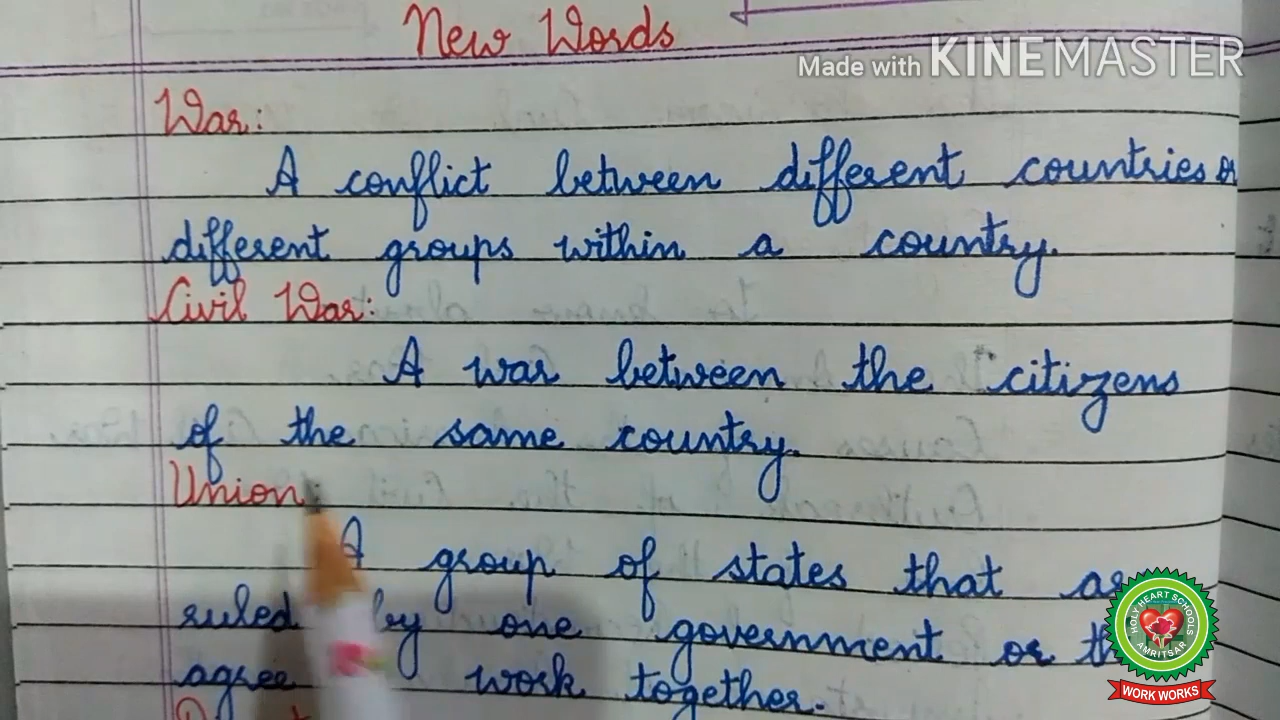 New Words
Made with KINEMASTER
War:
A conflict between different countries or
different groups within a country.
Civil War:
A war between the citizens
of the same country.
Union:
A group of states that
ruled by one government or
agree work together.
HOLY HEART SCHOOLS
AMRITSAR
WORK WORKS